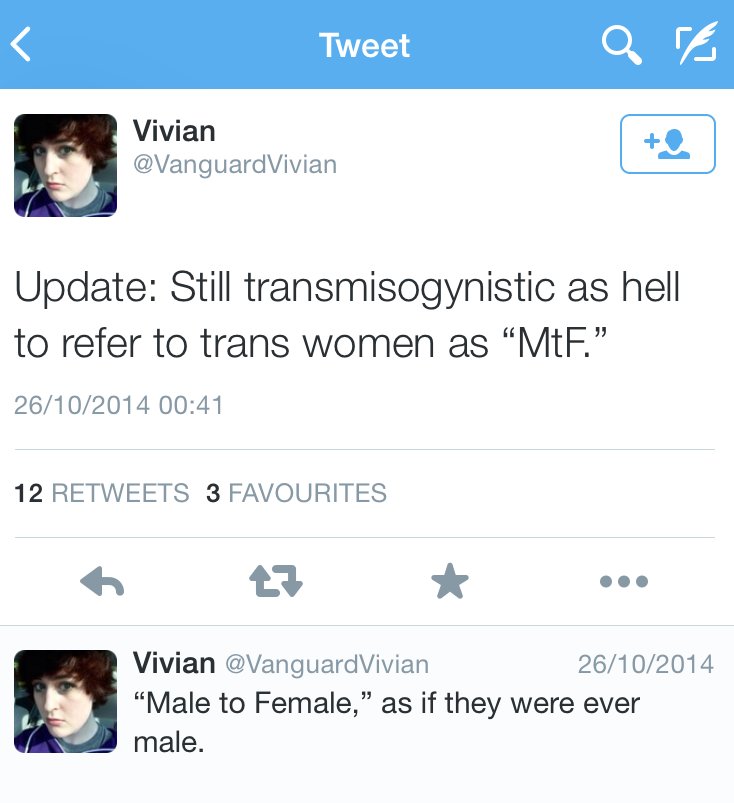 Tweet
Vivian
@VanguardVivian
Update: Still transmisogynistic as hell
to refer to trans women as “MtF.”
26/10/2014 00:41
12 RETWEETS 3 FAVOURITES
Vivian @VanguardVivian 26/10/2014
“Male to Female,” as if they were ever
male.